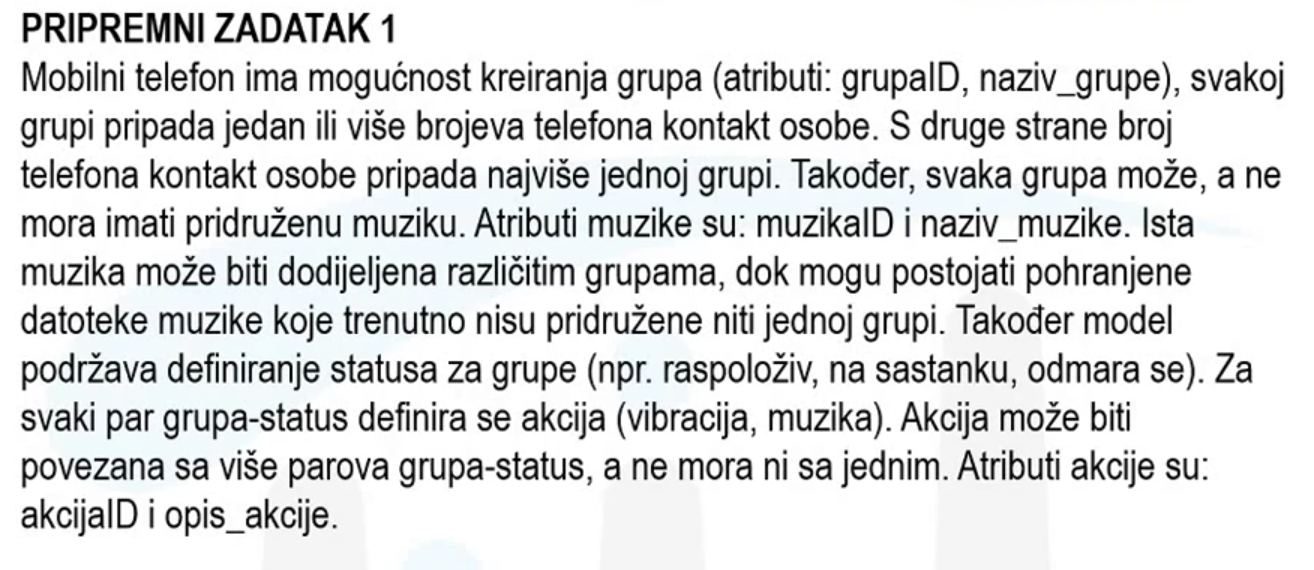 PRIPREMNI ZADATAK 1
Mobilni telefon ima mogućnost kreiranja grupa (atributi: grupaID, naziv_grupe), svakoj
grupi pripada jedan ili više brojeva telefona kontakt osobe. S druge strane broj
telefona kontakt osobe pripada najviše jednoj grupi. Također, svaka grupa može, a ne
mora imati pridruženu muziku. Atributi muzike su: muzikaID i naziv_muzike. Ista
muzika može biti dodijeljena različitim grupama, dok mogu postojati pohranjene
datoteke muzike koje trenutno nisu pridružene niti jednoj grupi. Također model
podržava definiranje statusa za grupe (npr. raspoloživ, na sastanku, odmara se). Za
svaki par grupa-status definira se akcija (vibracija, muzika). Akcija može biti
povezana sa više parova grupa-status, a ne mora ni sa jednim. Atributi akcije su:
akcijaID i opis_akcije.